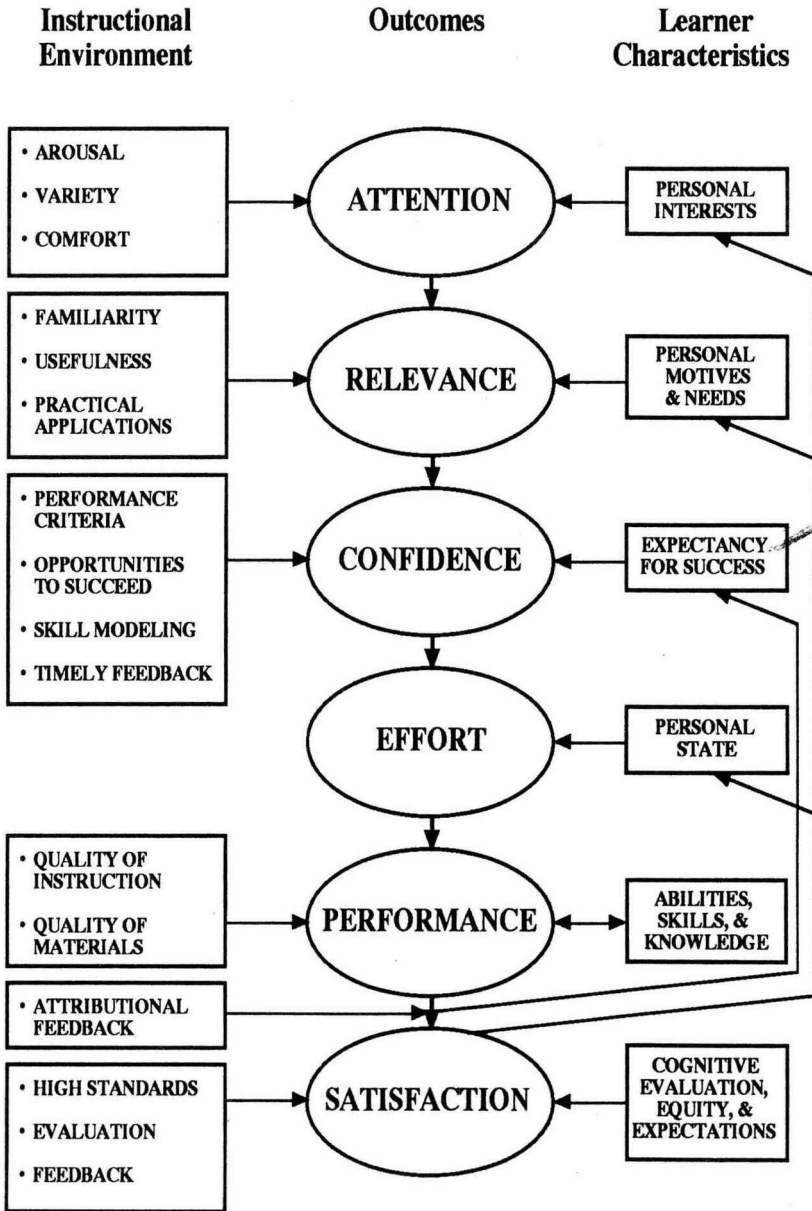 Instructional
Environment
Outcomes
Learner
Characteristics
• AROUSAL
• VARIETY
• COMFORT
ATTENTION
PERSONAL
INTERESTS
• FAMILIARITY
• USEFULNESS
• PRACTICAL
APPLICATIONS
RELEVANCE
PERSONAL
MOTIVES
& NEEDS
• PERFORMANCE
CRITERIA
• OPPORTUNITIES
TO SUCCEED
• SKILL MODELING
• TIMELY FEEDBACK
CONFIDENCE
EXPECTANCY
FOR SUCCESS
EFFORT
PERSONAL
STATE
• QUALITY OF
INSTRUCTION
• QUALITY OF
MATERIALS
PERFORMANCE
ABILITIES,
SKILLS, &
KNOWLEDGE
• ATTRIBUTIONAL
FEEDBACK
• HIGH STANDARDS
• EVALUATION
• FEEDBACK
SATISFACTION
COGNITIVE
EVALUATION,
EQUITY, &
EXPECTATIONS